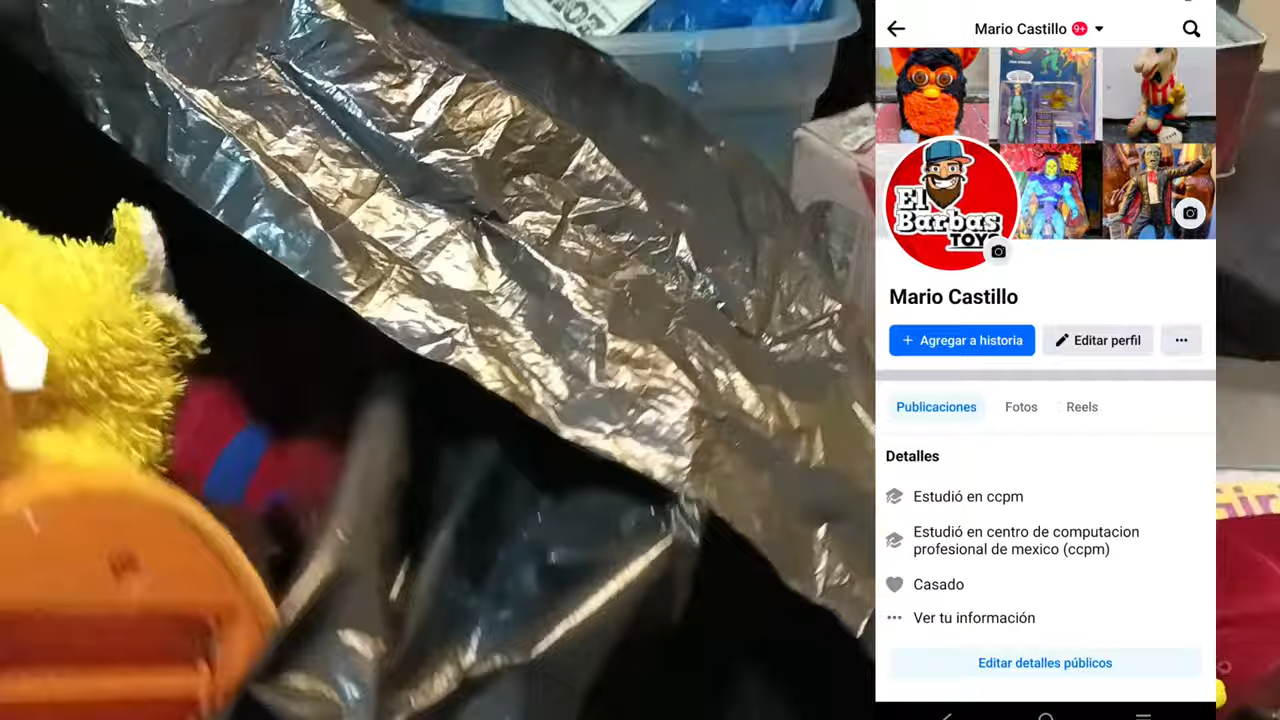 Mario Castillo 9+
El
Barbas
TOYS
Mario Castillo
+ Agregar a historia
Editar perfil
Publicaciones
Fotos
Reels
Detalles
Estudió en ccpm
Estudió en centro de computacion
profesional de mexico (ccpm)
Casado
Ver tu información
Editar detalles públicos